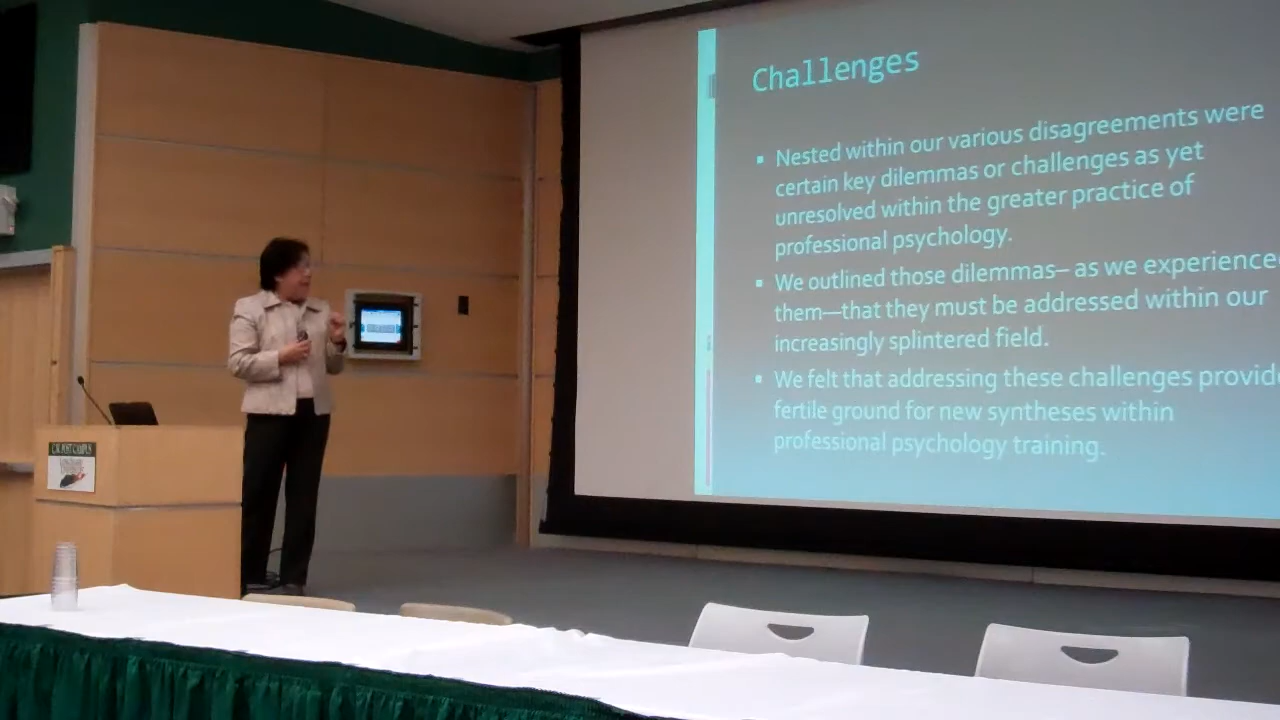 Challenges
Nested within our various disagreements were
certain key dilemmas or challenges as yet
unresolved within the greater practice of
professional psychology.
We outlined those dilemmas– as we experience
them—that they must be addressed within our
increasingly splintered field.
We felt that addressing these challenges provid
fertile ground for new syntheses within
professional psychology training.